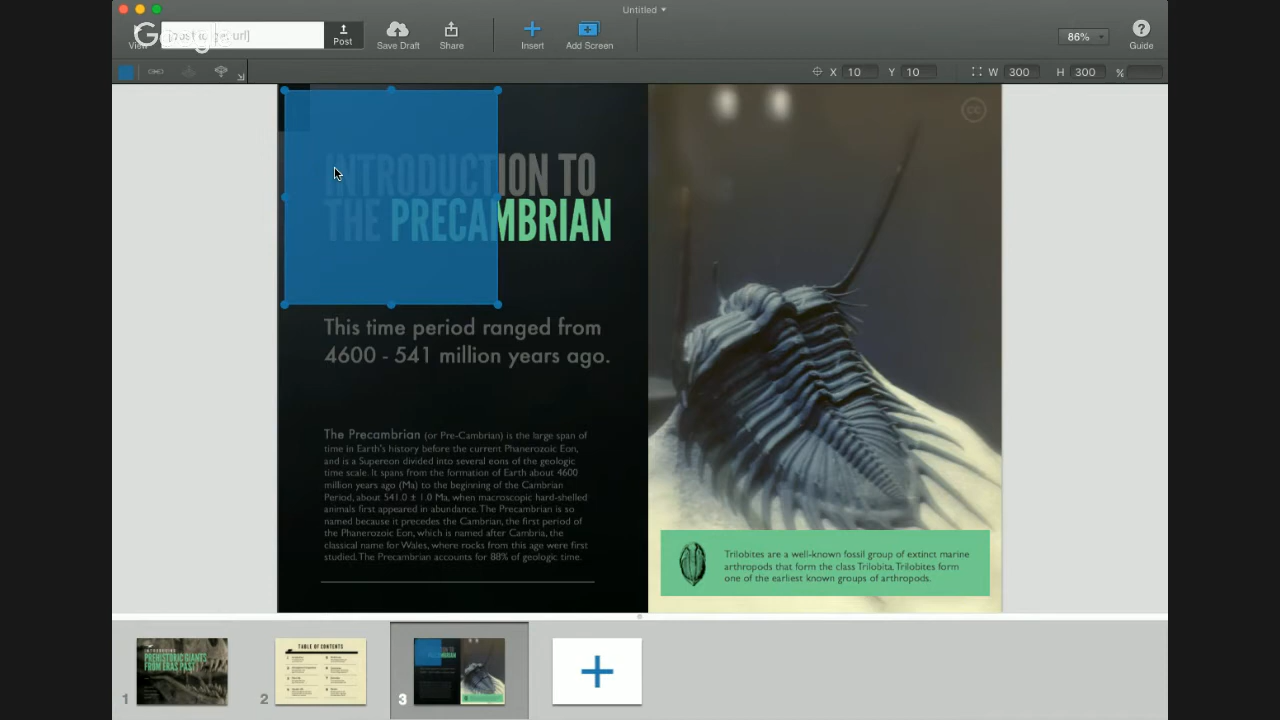 Untitled
Google
Post
Save Draft
Share
Insert
Add Screen
86%
Guide
X 10 Y 10 W 300 H 300 %
INTRODUCTION TO
THE PRECAMBRIAN
This time period ranged from
4600 - 541 million years ago.
The Precambrian (or Pre-Cambrian) is the large span of
time in Earth's history before the current Phanerozoic Eon,
and is a Supereon divided into several eons of the geologic
time scale. It spans from the formation of Earth about 4600
million years ago (Ma) to the beginning of the Cambrian
Period, about 541.0 ± 1.0 Ma, when macroscopic hard-shelled
animals first appeared in abundance. The Precambrian is so
named because it precedes the Cambrian, the first period of
the Phanerozoic Eon, which is named after Cambria, the
classical name for Wales, where rocks from this age were first
studied. The Precambrian accounts for 88% of geologic time.
cc
Trilobites are a well-known fossil group of extinct marine
arthropods that form the class Trilobita. Trilobites form
one of the earliest known groups of arthropods.
1
PREHISTORIC GIANTS
FROM ERAS PAST
2
TABLE OF CONTENTS
3